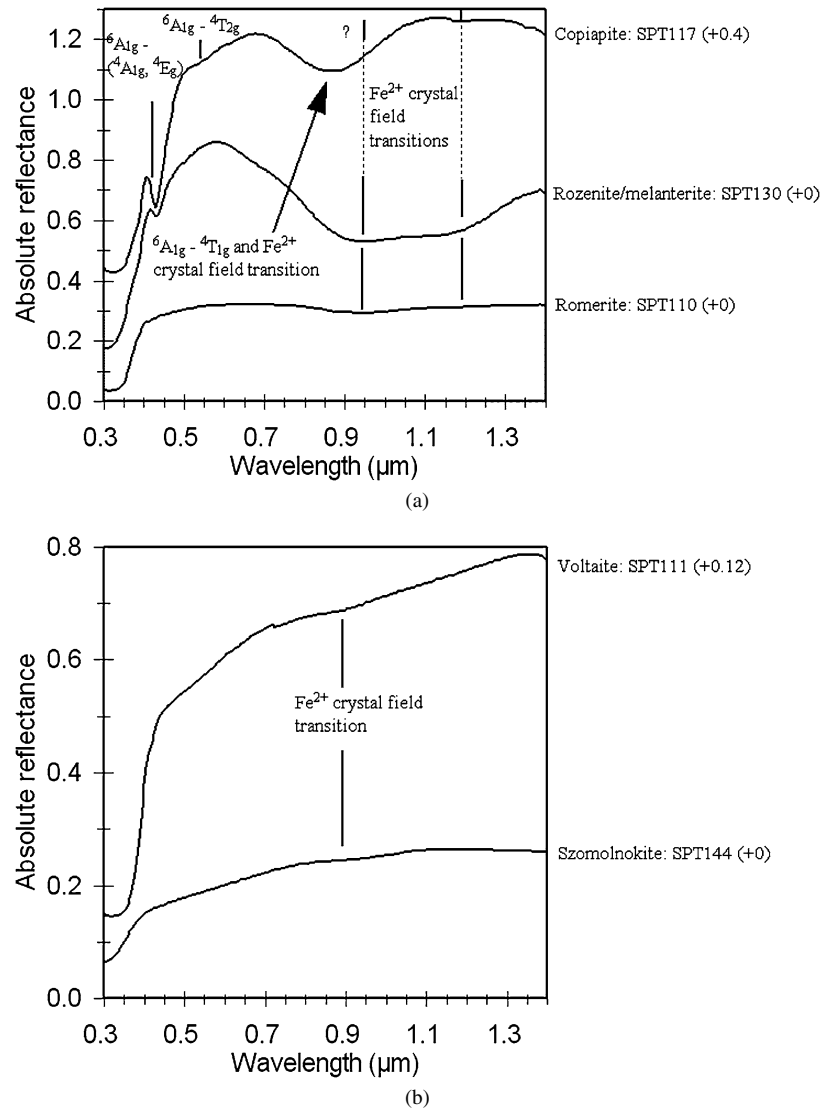 ⁶A₁g - ⁴T₂g
⁶A₁g -
(⁴A₁g, ⁴Eg)
?
Fe²⁺ crystal
field
transitions
⁶A₁g - ⁴T₁g and Fe²⁺
crystal field transition
Copiapite: SPT117 (+0.4)
Rozenite/melanterite: SPT130 (+0)
Romerite: SPT110 (+0)
Absolute reflectance
1.2
1.0
0.8
0.6
0.4
0.2
0.0
0.3 0.5 0.7 0.9 1.1 1.3
Wavelength (µm)
(a)
0.8
0.6
0.4
0.2
0.0
Absolute reflectance
Voltaite: SPT111 (+0.12)
Fe²⁺ crystal field
transition
Szomolnokite: SPT144 (+0)
0.3 0.5 0.7 0.9 1.1 1.3
Wavelength (µm)
(b)